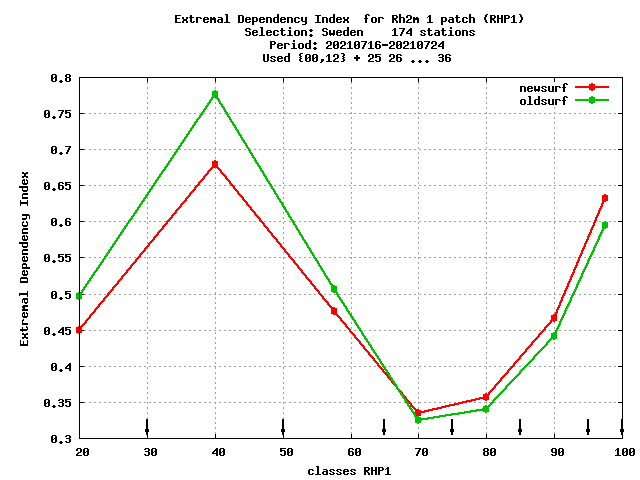 Extremal Dependency Index  for Rh2m 1 patch (RHP1)
Selection: Sweden    174 stations
Period: 20210716-20210724
Used {00,12} + 25 26 ... 36
newsurf
oldsurf
Extremal Dependency Index
0.8
0.75
0.7
0.65
0.6
0.55
0.5
0.45
0.4
0.35
0.3
20 30 40 50 60 70 80 90 100
classes RHP1